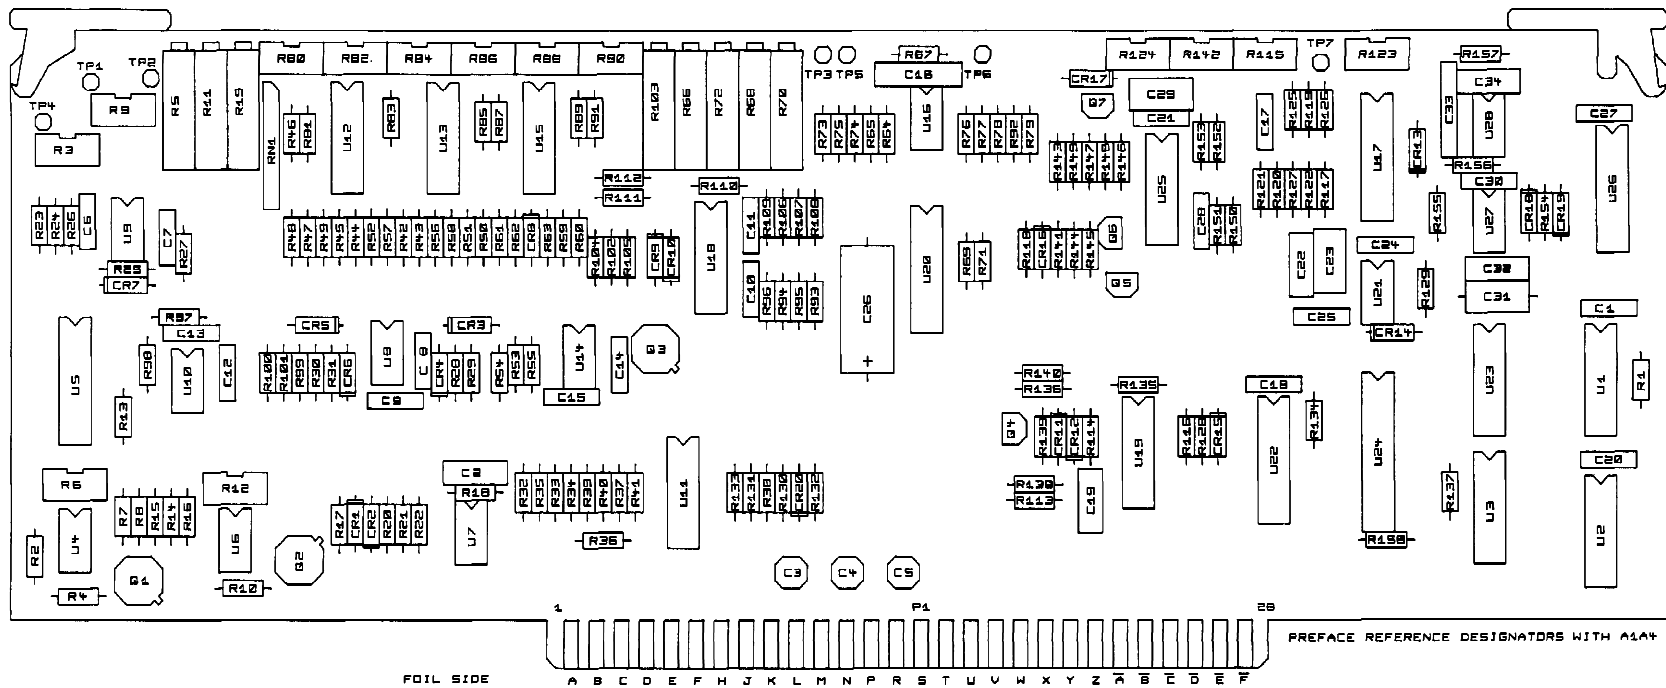 R80 R82. R84 R86 R88 R90
R124 R142 R115 TP7 R123 R157
TP1 TP2
TP3 TP5 R67 TP6
C16 CR17 C34
TP4 R9 R5 R11 R19 R103 R66 R72 R68 R70
R46 R81 U12 R83 U13 R85 R87 U15 R89 R91
U16 Q7 C29 C21 C17 R125 R119 R126 C33 U28 C27
R3 RN1
R73 R75 R74 R65 R64
R76 R77 R78 R92 R79
R153 R152 U17 CR13 U26
R143 R149 R147 R148 R146 U25
R156
R112 R110 C30
R111
R121 R120 R127 R122 R117
R23 R24 R26 C6 U9 C7 R27
R48 R47 R49 R45 R44 R52 R57 R42 R43 R56 R58 R51 R50 R61 R62 CR8 R63 R59 R60
R104 R102 R105 CR9 CR10 U18
C11 R109 R106 R107 R108
U20 R69 R71
R118 CR16 R141 R144 R145 Q6
C28 R151 R150
R155 U27 CR18 R154 CR19
C24
CR7
C26 Q5 C22 C23 U21 R129 C32
C31
C10 R96 R94 R95 R93
R97 CR5 CR3 C25 C1
C13 CR14
U5 R98 U10 C12
R100 R101 R99 R30 R31 CR6
U8 C8 CR4 R28 R29 R54 R53 R55 U14 C14 Q3
U23 U1 R1
R140
R136 R135 C18
C9 C15
R13
Q4 R139 CR11 CR12 R114 U19 R116 R128 CR15 U22 R134 U24
R6 R12 C2 C20
R18 R138
R113
R7 R8 R15 R14 R16
R17 CR1 CR2 R20 R21 R22
R32 R35 R33 R34 R39 R40 R37 R41
U11
R133 R131 R38 R130 CR20 R132
C19 R137
R2 U4 U6 Q2 U7 R36 R158 U3 U2
Q1 C3 C4 C5
R4 R10
1 P1 28
PREFACE REFERENCE DESIGNATORS WITH A1A4
FOIL SIDE A B C D E F H J K L M N P R S T U V W X Y Z A̅ B̅ C̅ D̅ E̅ F̅